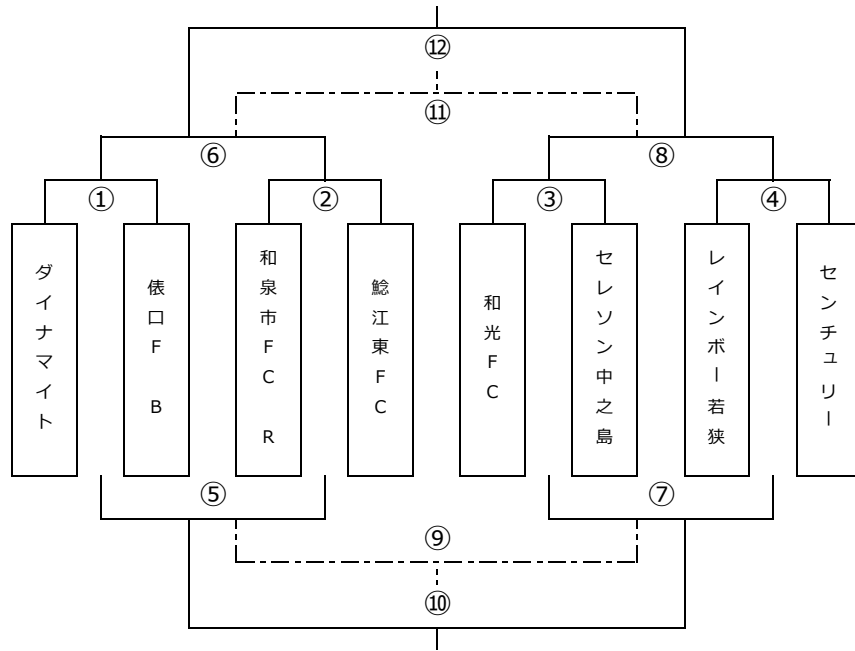 ⑫
⑪
⑥
⑧
①
②
③
④
ダイナマイト
俵口F B
和泉市FC R
鯰江東FC
和光FC
セレソン中之島
レインボー若狭
センチュリー
⑤
⑦
⑨
⑩